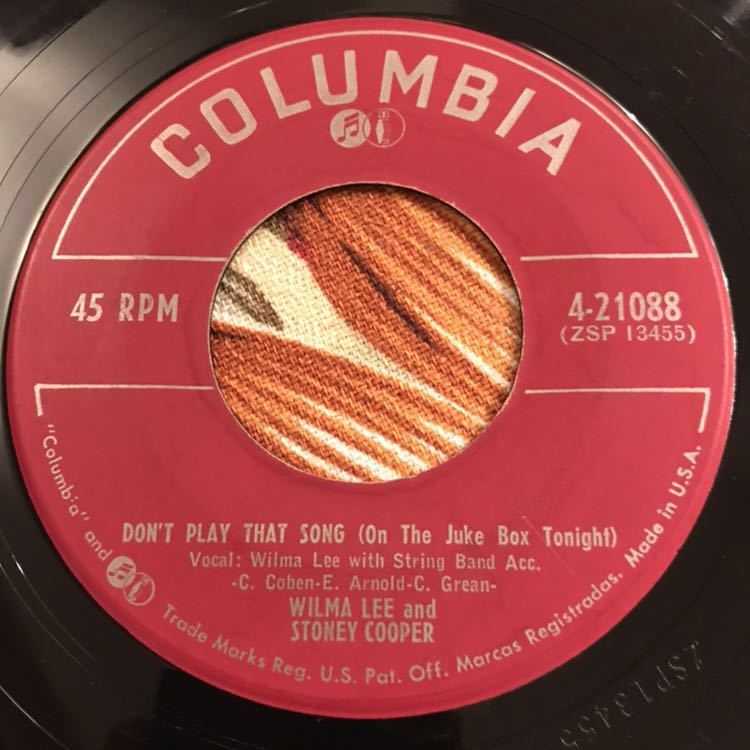 COLUMBIA
45 RPM
4-21088
(ZSP 13455)
DON'T PLAY THAT SONG (On The Juke Box Tonight)
Vocal: Wilma Lee with String Band Acc.
-C. Coben-E. Arnold-C. Grean-
WILMA LEE and
STONEY COOPER
"Columbia" and Trade Marks Reg. U.S. Pat. Off. Marcas Registradas. Made in U.S.A.
ZSP13455